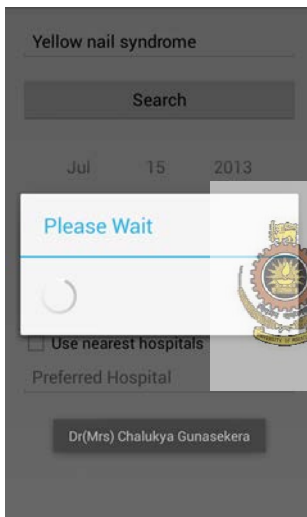 Yellow nail syndrome
Search
Jul 15 2013
Please Wait
Use nearest hospitals
Preferred Hospital
Dr(Mrs) Chalukya Gunasekera